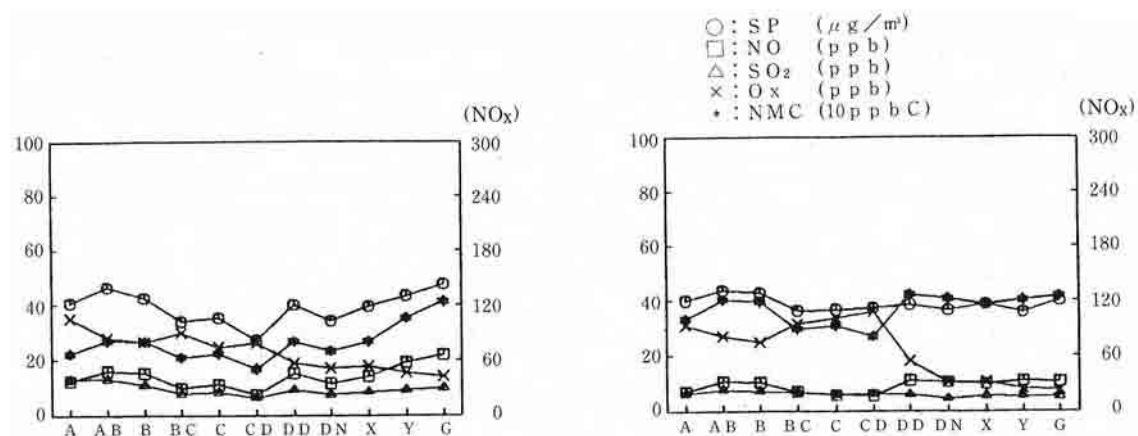 ○: SP (μg/m³)
□: NO (ppb)
△: SO₂ (ppb)
×: Ox (ppb)
*: NMC (10ppbC)
(NOx)
100
80
60
40
20
0
300
240
180
120
60
0
A AB B BC C CD DD DN X Y G
(NOx)
100
80
60
40
20
0
300
240
180
120
60
0
A AB B BC C CD DD DN X Y G